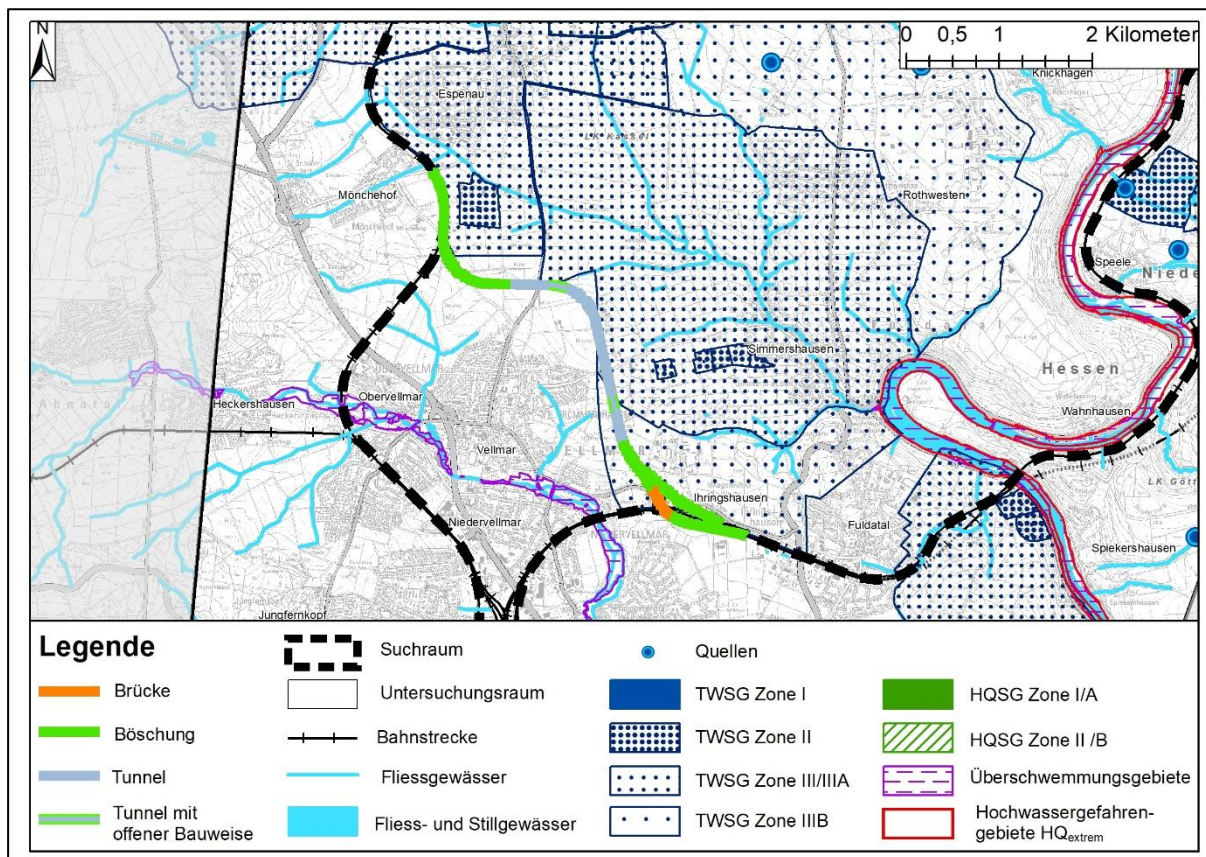 N
0 0,5 1 2 Kilometer
Knickhagen
Espenau
LK Kassel
Mönchehof
Rothwesten
Speele
Niede
Simmershausen
Hessen
Heckershausen
Obervellmar
Wahnhausen
Vellmar
Ihringshausen
LK Gött
Niedervellmar
Fuldatal
Spiekershausen
Jungfernkopf
Legende
Brücke
Böschung
Tunnel
Tunnel mit
offener Bauweise
Suchraum
Untersuchungsraum
Bahnstrecke
Fliessgewässer
Fliess- und Stillgewässer
Quellen
TWSG Zone I
TWSG Zone II
TWSG Zone III/IIIA
TWSG Zone IIIB
HQSG Zone I/A
HQSG Zone II /B
Überschwemmungsgebiete
Hochwassergefahren-
gebiete HQextrem